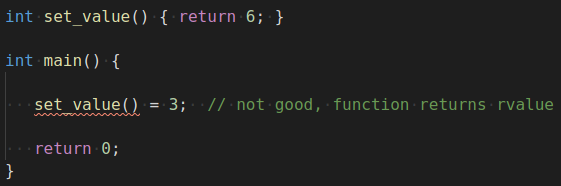 int set_value() { return 6; }
int main() {
set_value() = 3; // not good, function returns rvalue
return 0;
}